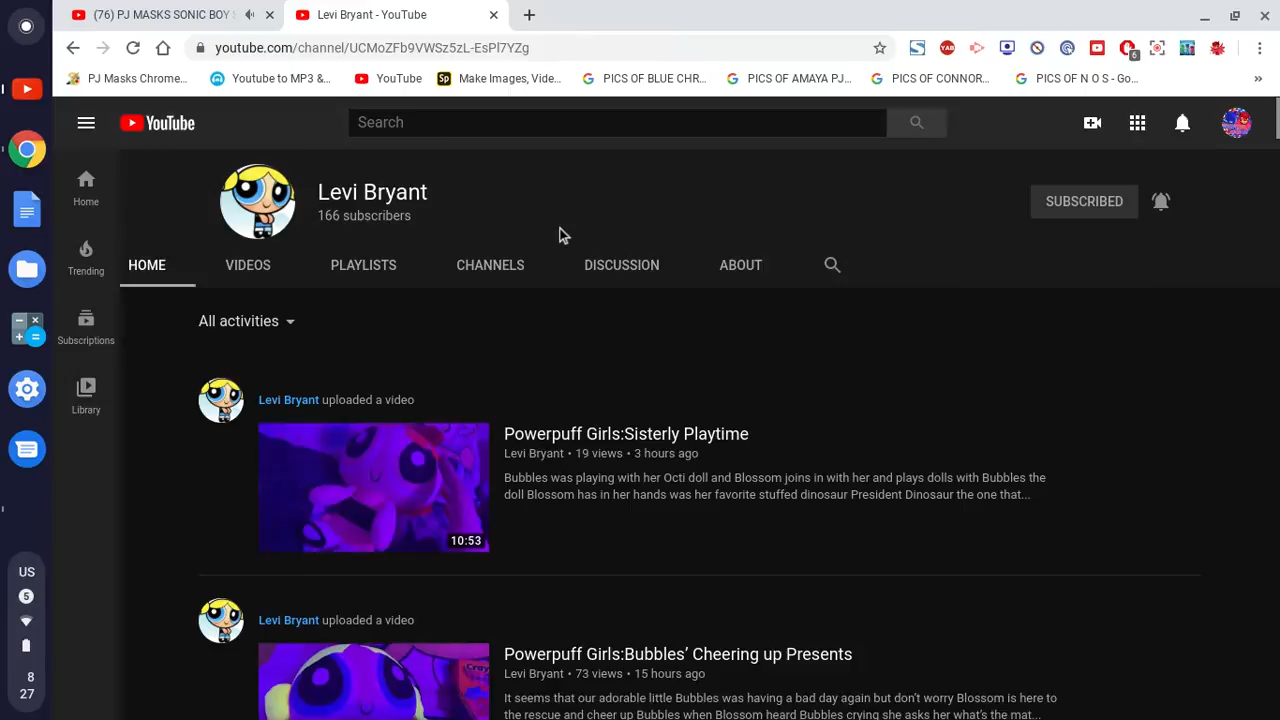 (76) PJ MASKS SONIC BOY
Levi Bryant - YouTube
youtube.com/channel/UCMoZFb9VWSz5zL-EsPl7YZg
YAB
6
PJ Masks Chrome...
Youtube to MP3 &...
YouTube
Sp
Make Images, Vide...
PICS OF BLUE CHR...
PICS OF AMAYA PJ...
PICS OF CONNOR...
PICS OF N O S - Go...
YouTube
Search
Home
Trending
Subscriptions
Library
Levi Bryant
166 subscribers
SUBSCRIBED
HOME
VIDEOS
PLAYLISTS
CHANNELS
DISCUSSION
ABOUT
All activities
Levi Bryant uploaded a video
Powerpuff Girls:Sisterly Playtime
Levi Bryant • 19 views • 3 hours ago
Bubbles was playing with her Octi doll and Blossom joins in with her and plays dolls with Bubbles the
doll Blossom has in her hands was her favorite stuffed dinosaur President Dinosaur the one that...
10:53
Levi Bryant uploaded a video
Powerpuff Girls:Bubbles’ Cheering up Presents
Levi Bryant • 73 views • 15 hours ago
It seems that our adorable little Bubbles was having a bad day again but don’t worry Blossom is here to
the rescue and cheer up Bubbles when Blossom heard Bubbles crying she asks her what’s the mat...
US
5
8
27